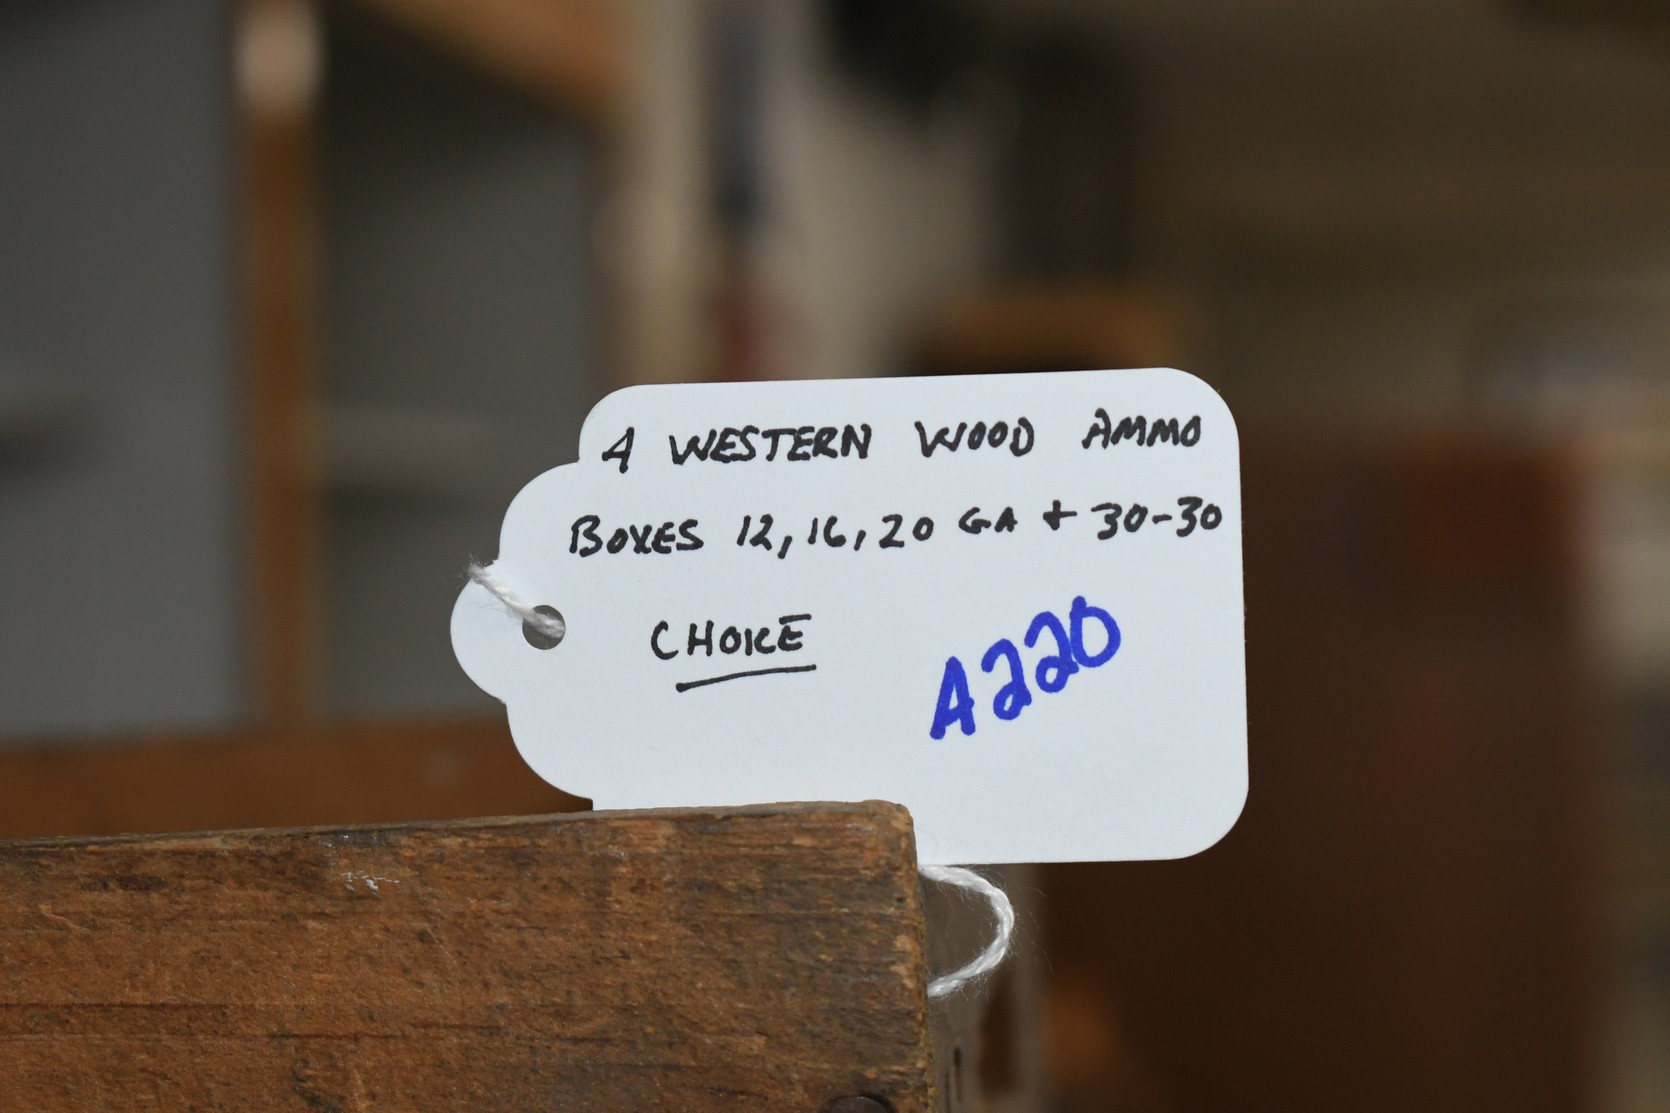 4 WESTERN WOOD AMMO
BOXES 12, 16, 20 GA + 30-30
CHOICE
A220